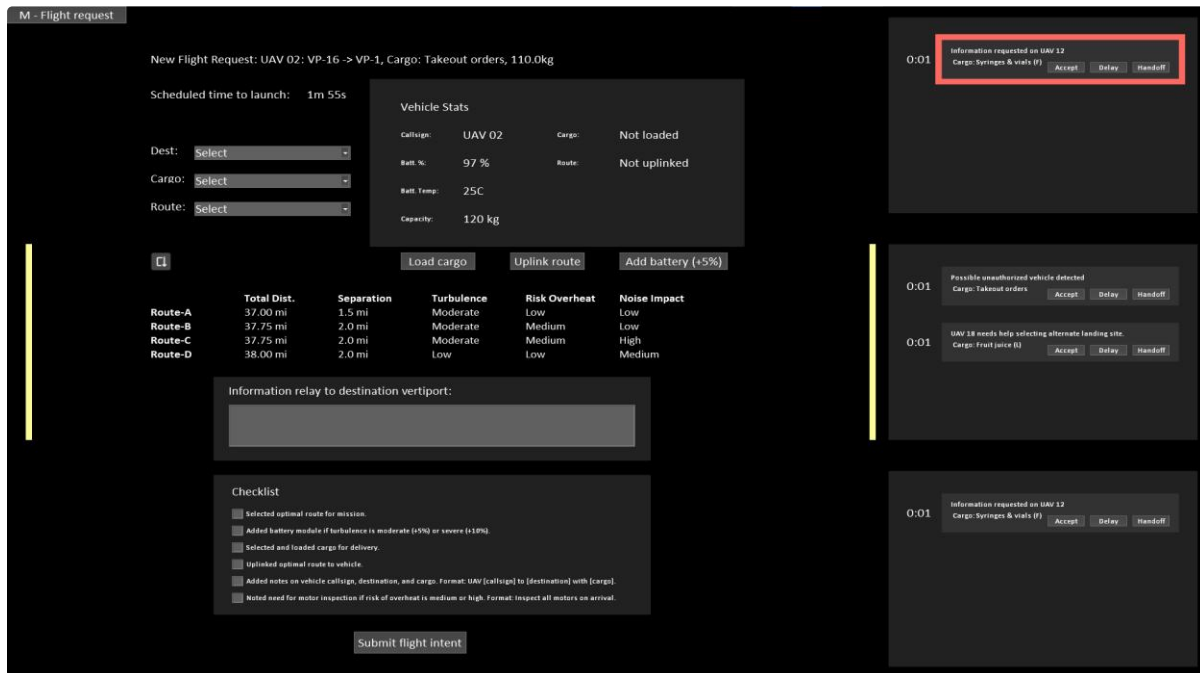 M - Flight request
New Flight Request: UAV 02: VP-16 -> VP-1, Cargo: Takeout orders, 110.0kg
Scheduled time to launch: 1m 55s
Dest: Select
Cargo: Select
Route: Select
Vehicle Stats
Callsign: UAV 02 Cargo: Not loaded
Batt. %: 97 % Route: Not uplinked
Batt. Temp: 25C
Capacity: 120 kg
Load cargo Uplink route Add battery (+5%)
Total Dist. Separation Turbulence Risk Overheat Noise Impact
Route-A 37.00 mi 1.5 mi Moderate Low Low
Route-B 37.75 mi 2.0 mi Moderate Medium Low
Route-C 37.75 mi 2.0 mi Moderate Medium High
Route-D 38.00 mi 2.0 mi Low Low Medium
Information relay to destination vertiport:
Checklist
Selected optimal route for mission.
Added battery module if turbulence is moderate (+5%) or severe (+10%).
Selected and loaded cargo for delivery.
Uplinked optimal route to vehicle.
Added notes on vehicle callsign, destination, and cargo. Format: UAV [callsign] to [destination] with [cargo].
Noted need for motor inspection if risk of overheat is medium or high. Format: Inspect all motors on arrival.
Submit flight intent
0:01
Information requested on UAV 12
Cargo: Syringes & vials (F)
Accept Delay Handoff
0:01
Possible unauthorized vehicle detected
Cargo: Takeout orders
Accept Delay Handoff
0:01
UAV 18 needs help selecting alternate landing site.
Cargo: Fruit juice (L)
Accept Delay Handoff
0:01
Information requested on UAV 12
Cargo: Syringes & vials (F)
Accept Delay Handoff